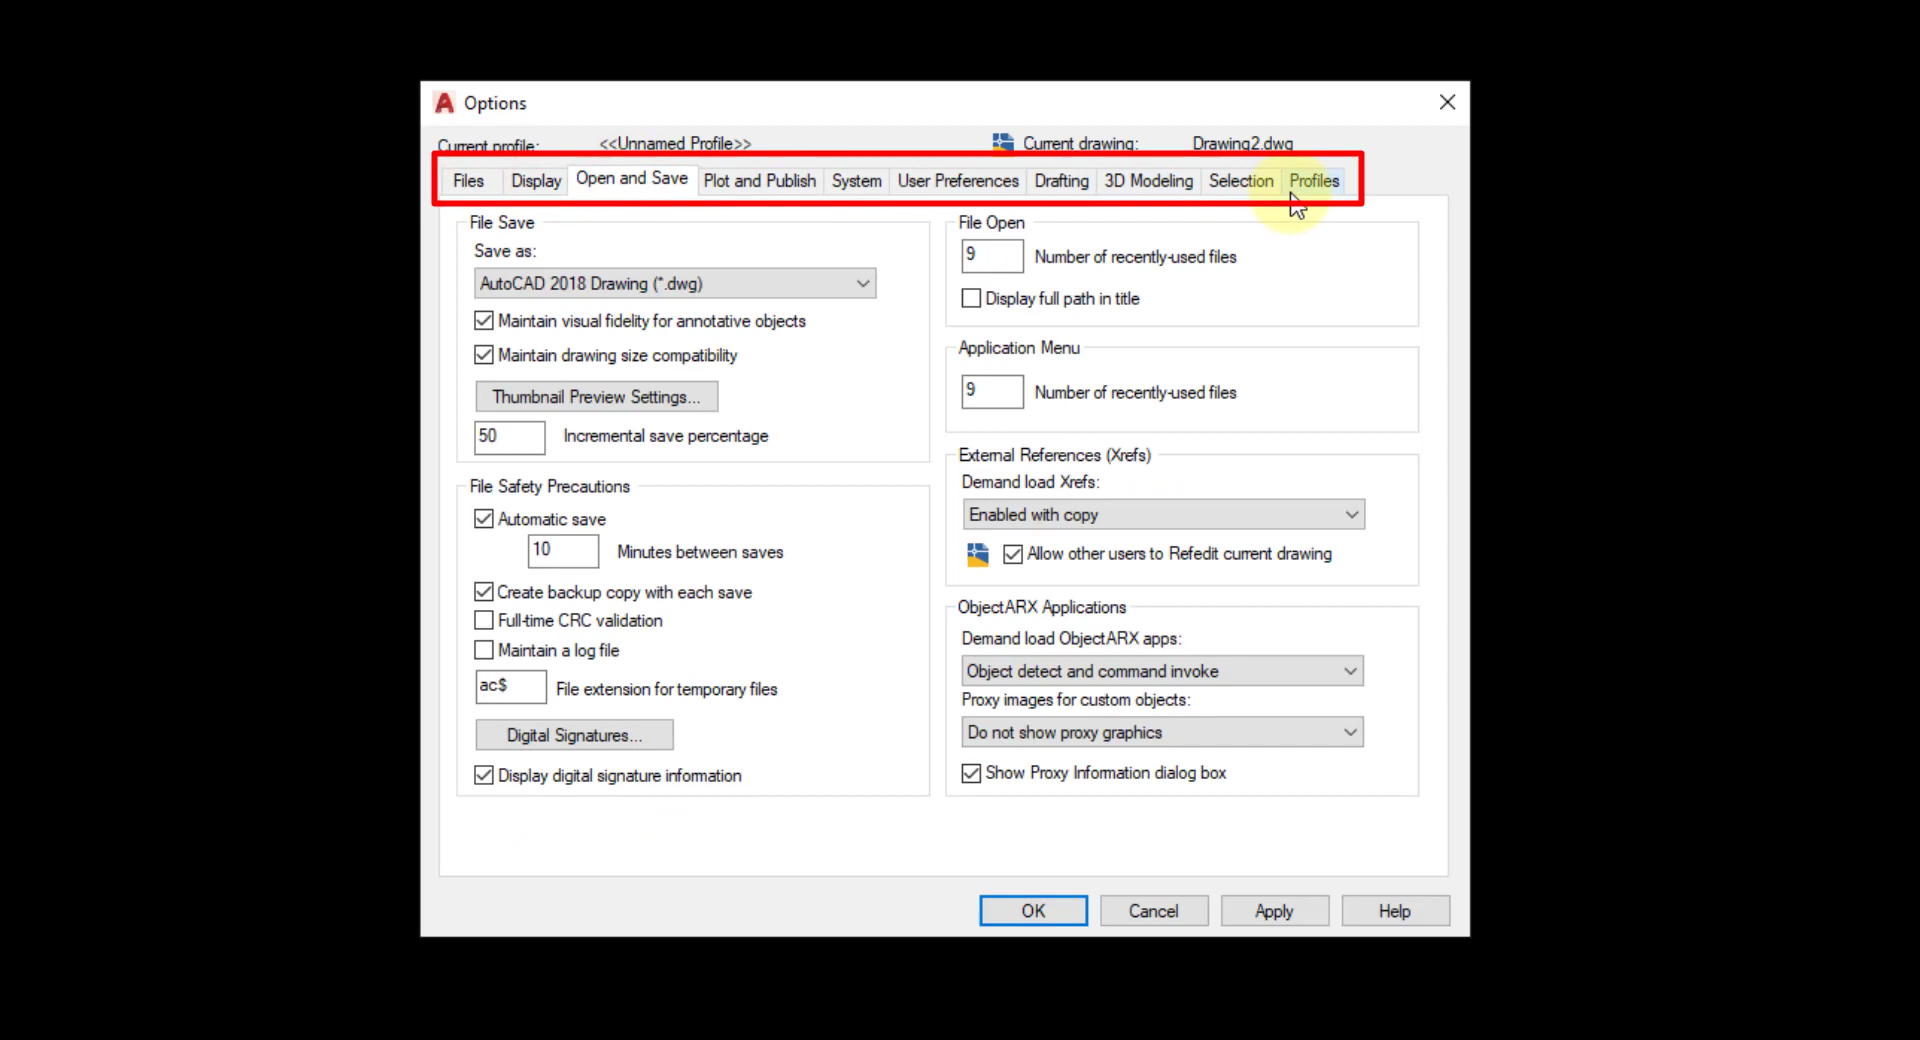 Options
Current profile: <<Unnamed Profile>> Current drawing: Drawing2.dwg
Files Display Open and Save Plot and Publish System User Preferences Drafting 3D Modeling Selection Profiles
File Save
Save as:
AutoCAD 2018 Drawing (*.dwg)
Maintain visual fidelity for annotative objects
Maintain drawing size compatibility
Thumbnail Preview Settings...
50 Incremental save percentage
File Safety Precautions
Automatic save
10 Minutes between saves
Create backup copy with each save
Full-time CRC validation
Maintain a log file
ac$ File extension for temporary files
Digital Signatures...
Display digital signature information
File Open
9 Number of recently-used files
Display full path in title
Application Menu
9 Number of recently-used files
External References (Xrefs)
Demand load Xrefs:
Enabled with copy
Allow other users to Refedit current drawing
ObjectARX Applications
Demand load ObjectARX apps:
Object detect and command invoke
Proxy images for custom objects:
Do not show proxy graphics
Show Proxy Information dialog box
OK Cancel Apply Help